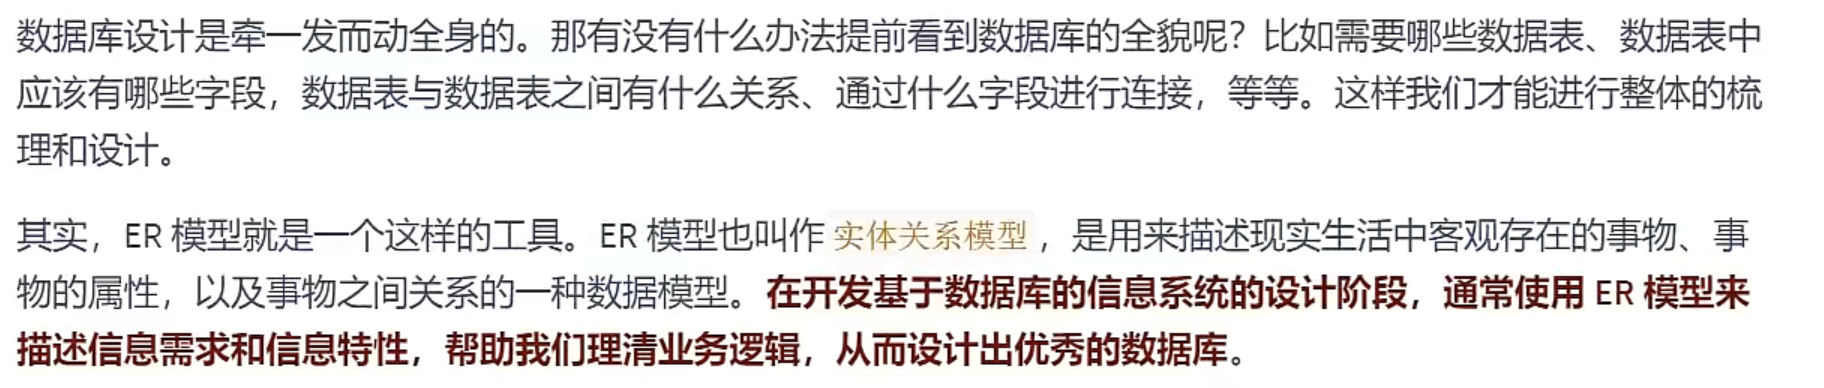 数据库设计是牵一发而动全身的。那有没有什么办法提前看到数据库的全貌呢？比如需要哪些数据表、数据表中
应该有哪些字段，数据表与数据表之间有什么关系、通过什么字段进行连接，等等。这样我们才能进行整体的梳
理和设计。
其实，ER 模型就是一个这样的工具。ER 模型也叫作 实体关系模型 ，是用来描述现实生活中客观存在的事物、事
物的属性，以及事物之间关系的一种数据模型。在开发基于数据库的信息系统的设计阶段，通常使用 ER 模型来
描述信息需求和信息特性，帮助我们理清业务逻辑，从而设计出优秀的数据库。